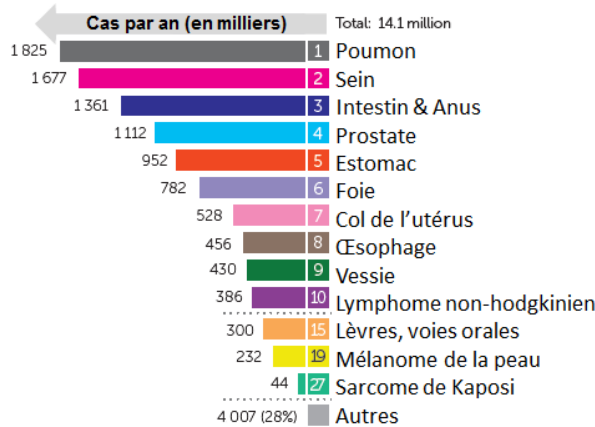 Cas par an (en milliers) Total: 14.1 million
1 825 1 Poumon
1 677 2 Sein
1 361 3 Intestin & Anus
1 112 4 Prostate
952 5 Estomac
782 6 Foie
528 7 Col de l’utérus
456 8 Œsophage
430 9 Vessie
386 10 Lymphome non-hodgkinien
300 15 Lèvres, voies orales
232 19 Mélanome de la peau
44 27 Sarcome de Kaposi
4 007 (28%) Autres